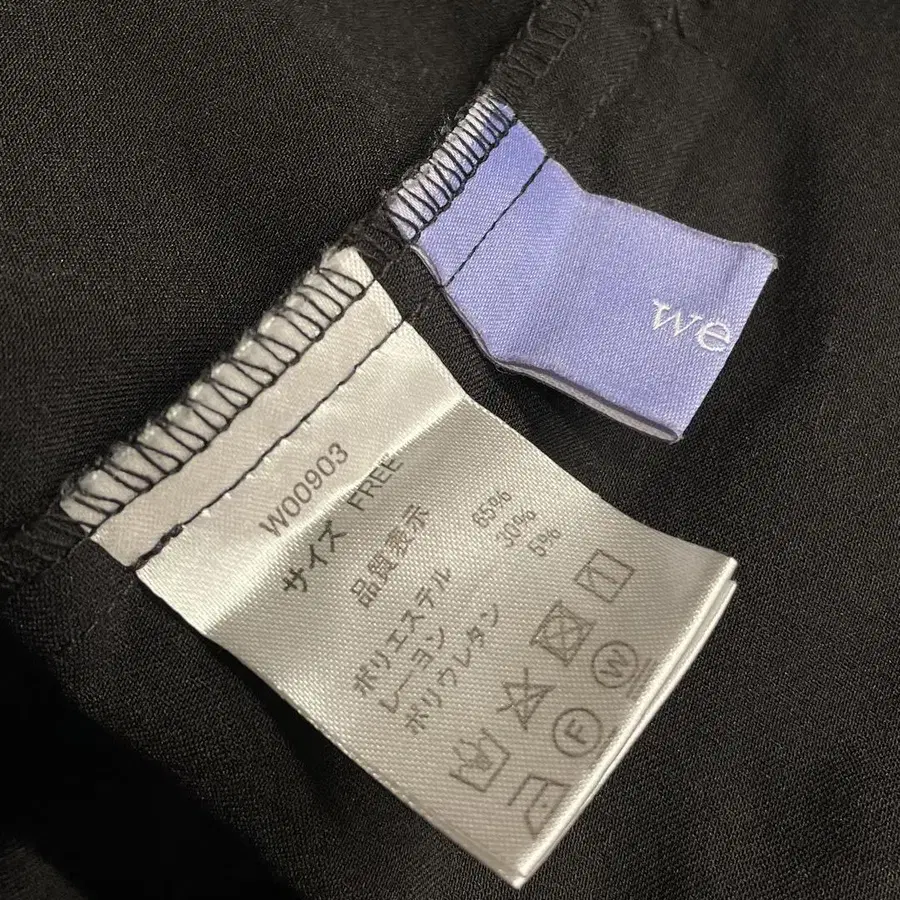 we
W00903
サイズ FREE
品質表示
ポリエステル 65%
レーヨン 30%
ポリウレタン 5%
W
F